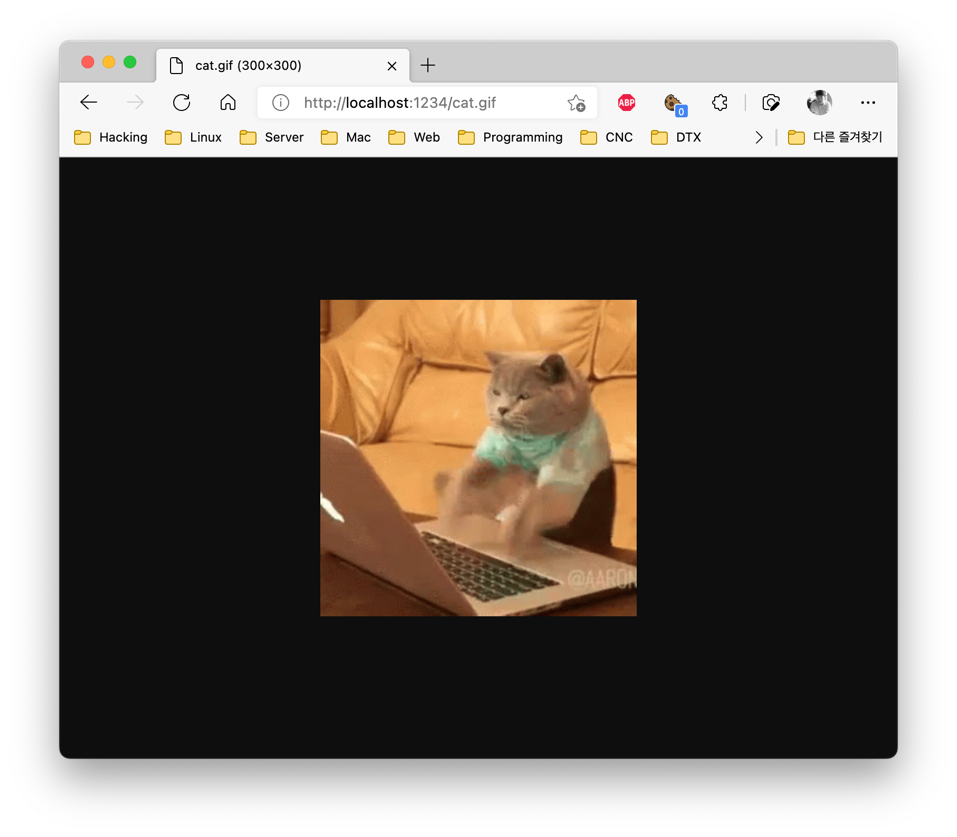 cat.gif (300×300)
http://localhost:1234/cat.gif
ABP
0
Hacking Linux Server Mac Web Programming CNC DTX 다른 즐겨찾기
@AARON